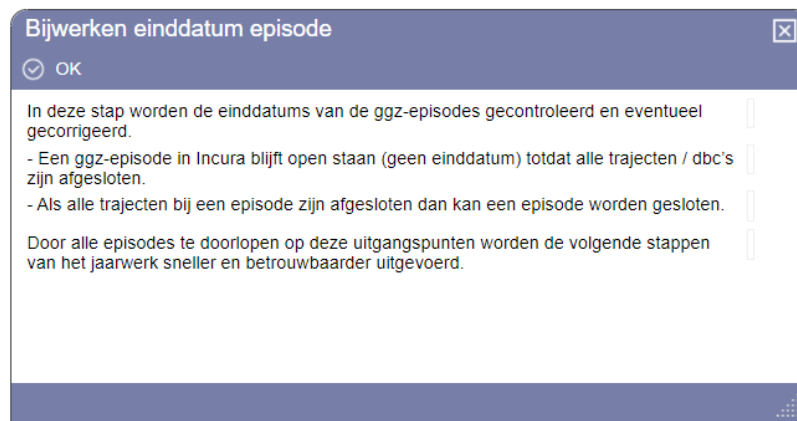 Bijwerken einddatum episode
OK
In deze stap worden de einddatums van de ggz-episodes gecontroleerd en eventueel
gecorrigeerd.
- Een ggz-episode in Incura blijft open staan (geen einddatum) totdat alle trajecten / dbc's
zijn afgesloten.
- Als alle trajecten bij een episode zijn afgesloten dan kan een episode worden gesloten.
Door alle episodes te doorlopen op deze uitgangspunten worden de volgende stappen
van het jaarwerk sneller en betrouwbaarder uitgevoerd.